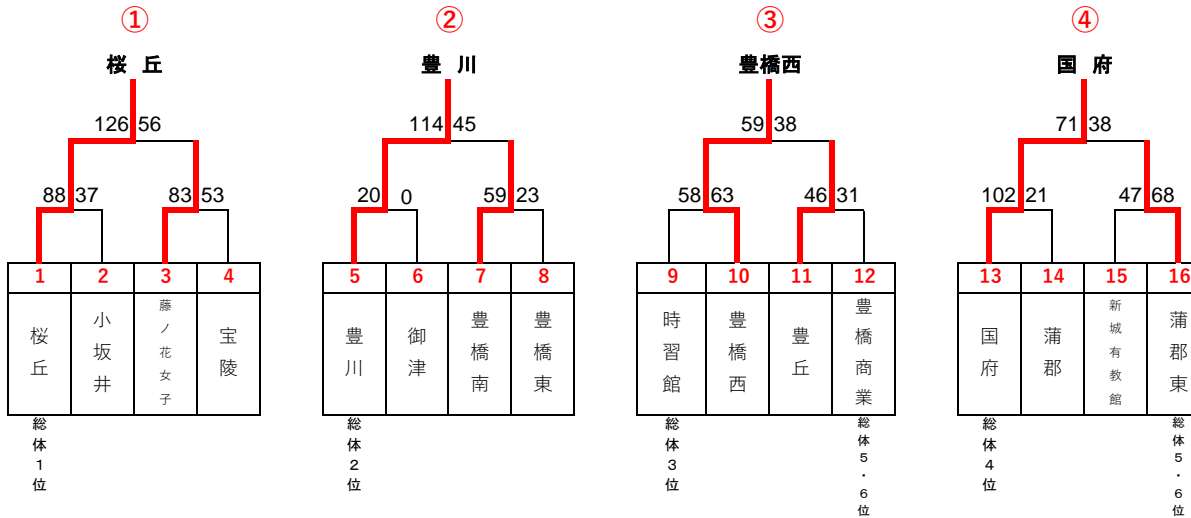 ① ② ③ ④
桜 丘 豊 川 豊橋西 国 府
126 56 114 45 59 38 71 38
88 37 83 53 20 0 59 23 58 63 46 31 102 21 47 68
1 2 3 4 5 6 7 8 9 10 11 12 13 14 15 16
桜丘
小坂井
藤ノ花女子
宝陵
豊川
御津
豊橋南
豊橋東
時習館
豊橋西
豊丘
豊橋商業
国府
蒲郡
新城有教館
蒲郡東
総体1位
総体2位
総体3位
総体5・6位
総体4位
総体5・6位